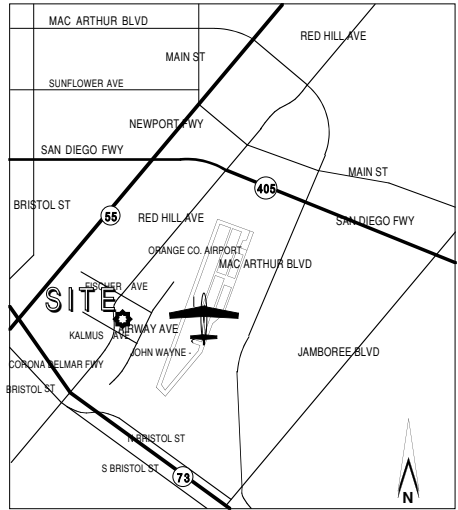 MAC ARTHUR BLVD
RED HILL AVE
MAIN ST
SUNFLOWER AVE
NEWPORT FWY
SAN DIEGO FWY
MAIN ST
405
BRISTOL ST
55
RED HILL AVE
SAN DIEGO FWY
ORANGE CO. AIRPORT
MAC ARTHUR BLVD
FISCHER AVE
SITE
FAIRWAY AVE
KALMUS AVE
JOHN WAYNE -
JAMBOREE BLVD
CORONA DELMAR FWY
BRISTOL ST
N BRISTOL ST
S BRISTOL ST
73
N